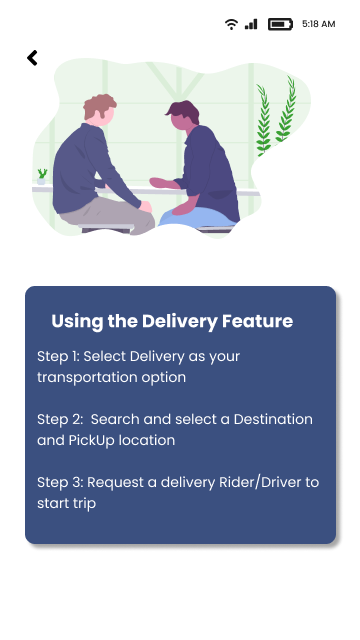 5:18 AM
Using the Delivery Feature
Step 1: Select Delivery as your
transportation option
Step 2:  Search and select a Destination
and PickUp location
Step 3: Request a delivery Rider/Driver to
start trip